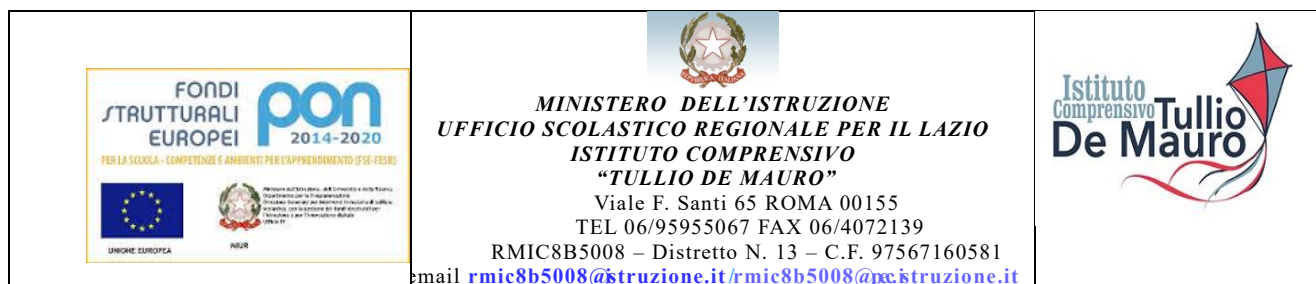 FONDI
STRUTTURALI
EUROPEI
pon
2014-2020
PER LA SCUOLA - COMPETENZE E AMBIENTI PER L'APPRENDIMENTO (FSE-FESR)
UNIONE EUROPEA
MIUR
REPVBBLICA ITALIANA
MINISTERO DELL'ISTRUZIONE
UFFICIO SCOLASTICO REGIONALE PER IL LAZIO
ISTITUTO COMPRENSIVO
“TULLIO DE MAURO”
Viale F. Santi 65 ROMA 00155
TEL 06/95955067 FAX 06/4072139
RMIC8B5008 – Distretto N. 13 – C.F. 97567160581
email rmic8b5008@istruzione.it/rmic8b5008@pec.istruzione.it
Istituto
Comprensivo
Tullio
De Mauro